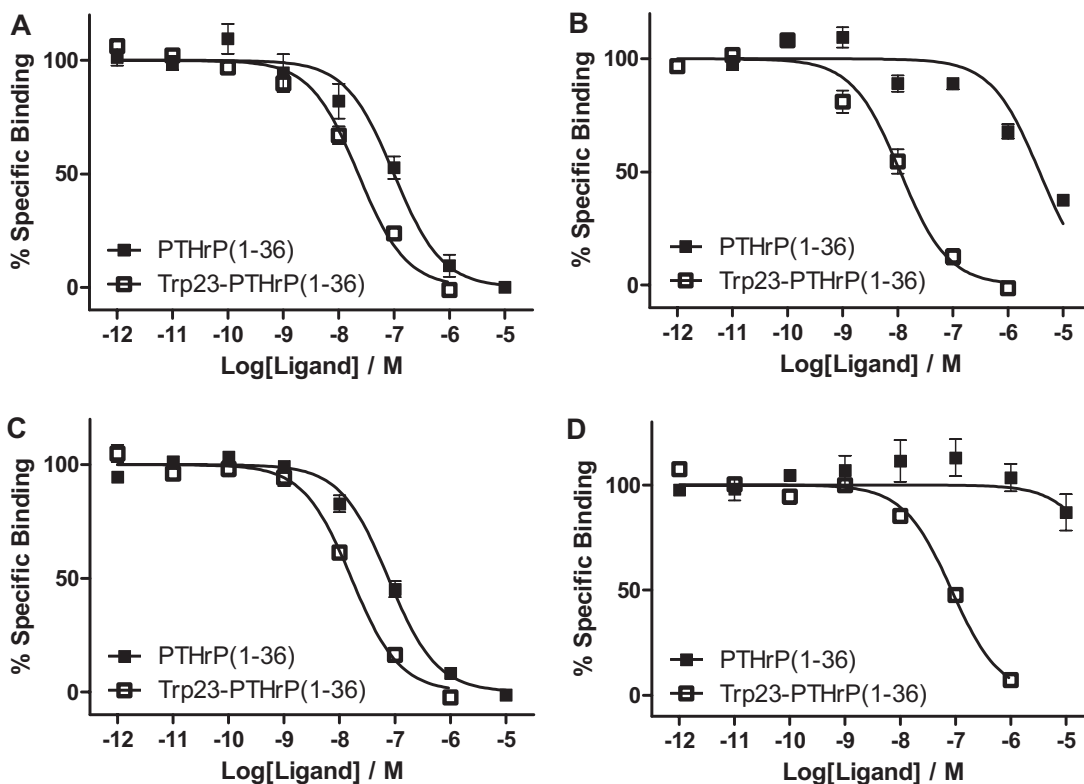 A
% Specific Binding
100
50
0
PTHrP(1-36)
Trp23-PTHrP(1-36)
-12 -11 -10 -9 -8 -7 -6 -5
Log[Ligand] / M
B
% Specific Binding
100
50
0
PTHrP(1-36)
Trp23-PTHrP(1-36)
-12 -11 -10 -9 -8 -7 -6 -5
Log[Ligand] / M
C
% Specific Binding
100
50
0
PTHrP(1-36)
Trp23-PTHrP(1-36)
-12 -11 -10 -9 -8 -7 -6 -5
Log[Ligand] / M
D
% Specific Binding
100
50
0
PTHrP(1-36)
Trp23-PTHrP(1-36)
-12 -11 -10 -9 -8 -7 -6 -5
Log[Ligand] / M